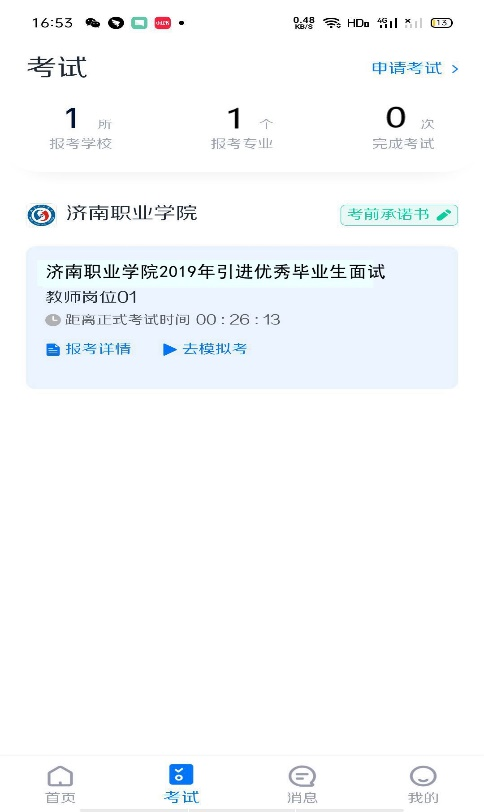 16:53 0.48 KB/S HD 4G 13
考试 申请考试 >
1 所 1 个 0 次
报考学校 报考专业 完成考试
济南职业学院 考前承诺书
济南职业学院2019年引进优秀毕业生面试
教师岗位01
距离正式考试时间 00 : 26 : 13
报考详情 去模拟考
首页 考试 消息 我的